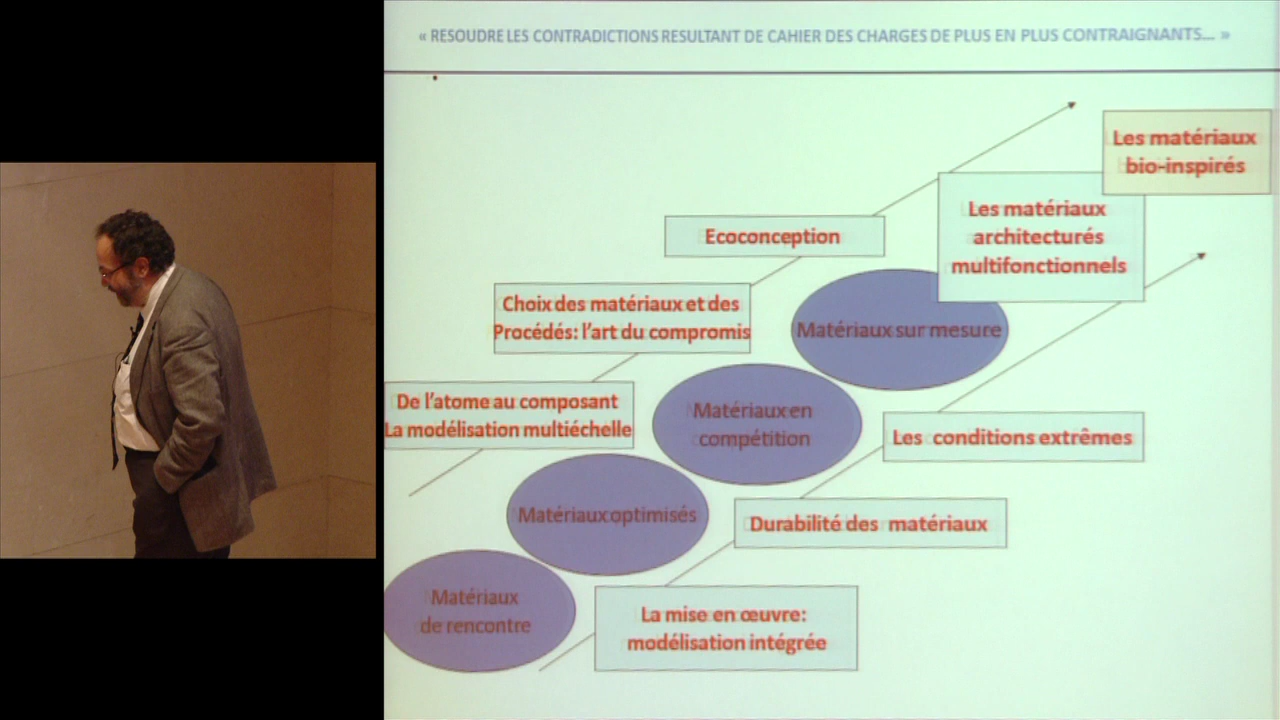 « RESOUDRE LES CONTRADICTIONS RESULTANT DE CAHIER DES CHARGES DE PLUS EN PLUS CONTRAIGNANTS... »
Les matériaux
bio-inspirés
Les matériaux
architecturés
multifonctionnels
Ecoconception
Choix des matériaux et des
Procédés: l’art du compromis
Matériaux sur mesure
De l’atome au composant
La modélisation multiéchelle
Matériaux en
compétition
Les conditions extrêmes
Matériaux optimisés
Durabilité des matériaux
Matériaux
de rencontre
La mise en œuvre:
modélisation intégrée